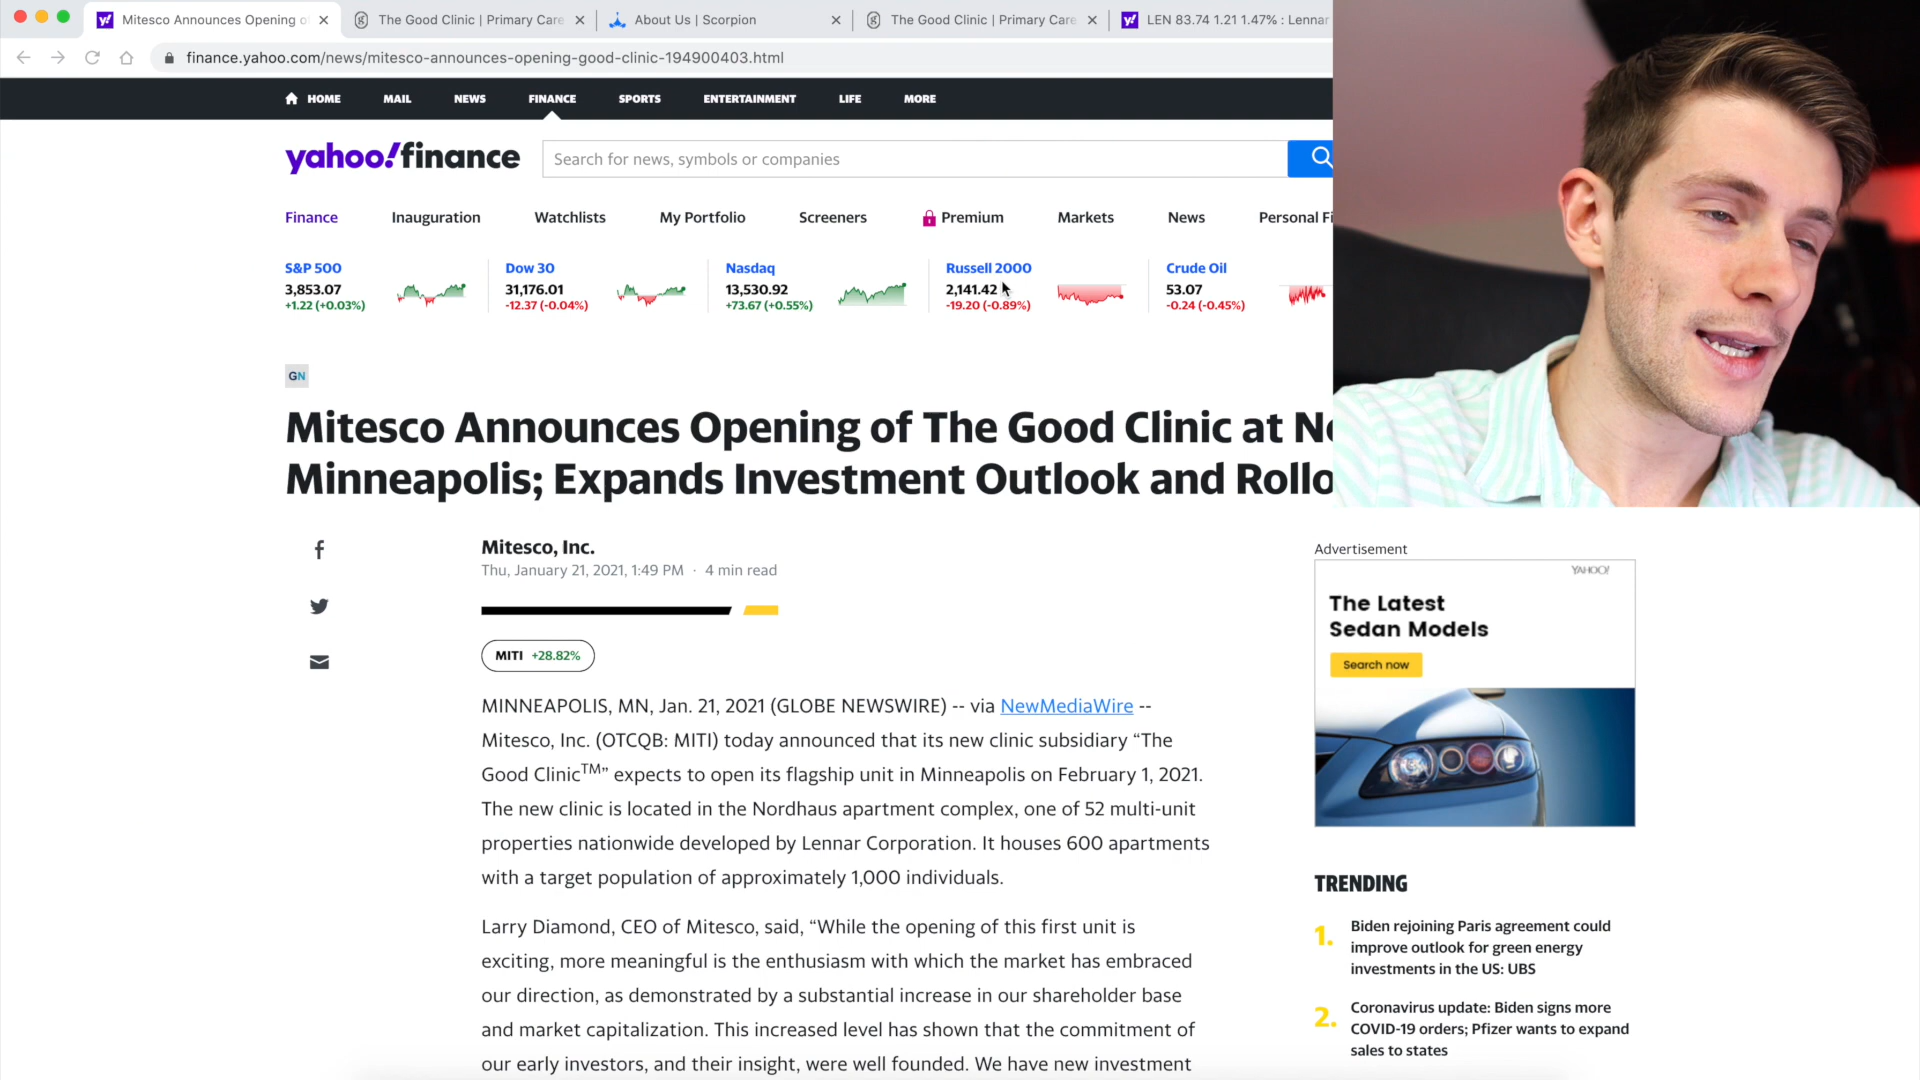 Mitesco Announces Opening o
The Good Clinic | Primary Care
About Us | Scorpion
The Good Clinic | Primary Care
LEN 83.74 1.21 1.47% : Lennar
finance.yahoo.com/news/mitesco-announces-opening-good-clinic-194900403.html
HOME MAIL NEWS FINANCE SPORTS ENTERTAINMENT LIFE MORE
yahoo!finance
Search for news, symbols or companies
Finance Inauguration Watchlists My Portfolio Screeners Premium Markets News Personal Fi
S&P 500
3,853.07
+1.22 (+0.03%)
Dow 30
31,176.01
-12.37 (-0.04%)
Nasdaq
13,530.92
+73.67 (+0.55%)
Russell 2000
2,141.42
-19.20 (-0.89%)
Crude Oil
53.07
-0.24 (-0.45%)
GN
Mitesco Announces Opening of The Good Clinic at No
Minneapolis; Expands Investment Outlook and Rollo
Mitesco, Inc.
Thu, January 21, 2021, 1:49 PM · 4 min read
MITI +28.82%
MINNEAPOLIS, MN, Jan. 21, 2021 (GLOBE NEWSWIRE) -- via NewMediaWire --
Mitesco, Inc. (OTCQB: MITI) today announced that its new clinic subsidiary “The
Good Clinic™” expects to open its flagship unit in Minneapolis on February 1, 2021.
The new clinic is located in the Nordhaus apartment complex, one of 52 multi-unit
properties nationwide developed by Lennar Corporation. It houses 600 apartments
with a target population of approximately 1,000 individuals.
Larry Diamond, CEO of Mitesco, said, “While the opening of this first unit is
exciting, more meaningful is the enthusiasm with which the market has embraced
our direction, as demonstrated by a substantial increase in our shareholder base
and market capitalization. This increased level has shown that the commitment of
our early investors, and their insight, were well founded. We have new investment
Advertisement
YAHOO!
The Latest
Sedan Models
Search now
TRENDING
1. Biden rejoining Paris agreement could
improve outlook for green energy
investments in the US: UBS
2. Coronavirus update: Biden signs more
COVID-19 orders; Pfizer wants to expand
sales to states